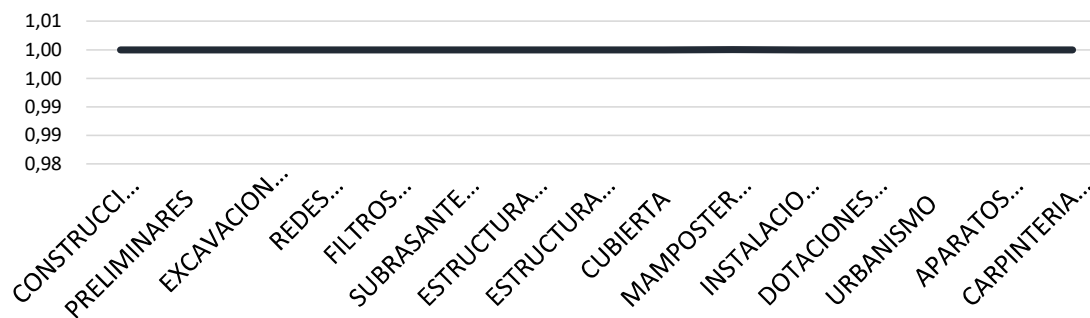 1,01
1,00
1,00
0,99
0,99
0,98
CONSTRUCCI...
PRELIMINARES
EXCAVACION...
REDES...
FILTROS...
SUBRASANTE...
ESTRUCTURA...
ESTRUCTURA...
CUBIERTA
MAMPOSTER...
INSTALACIO...
DOTACIONES...
URBANISMO
APARATOS...
CARPINTERIA...